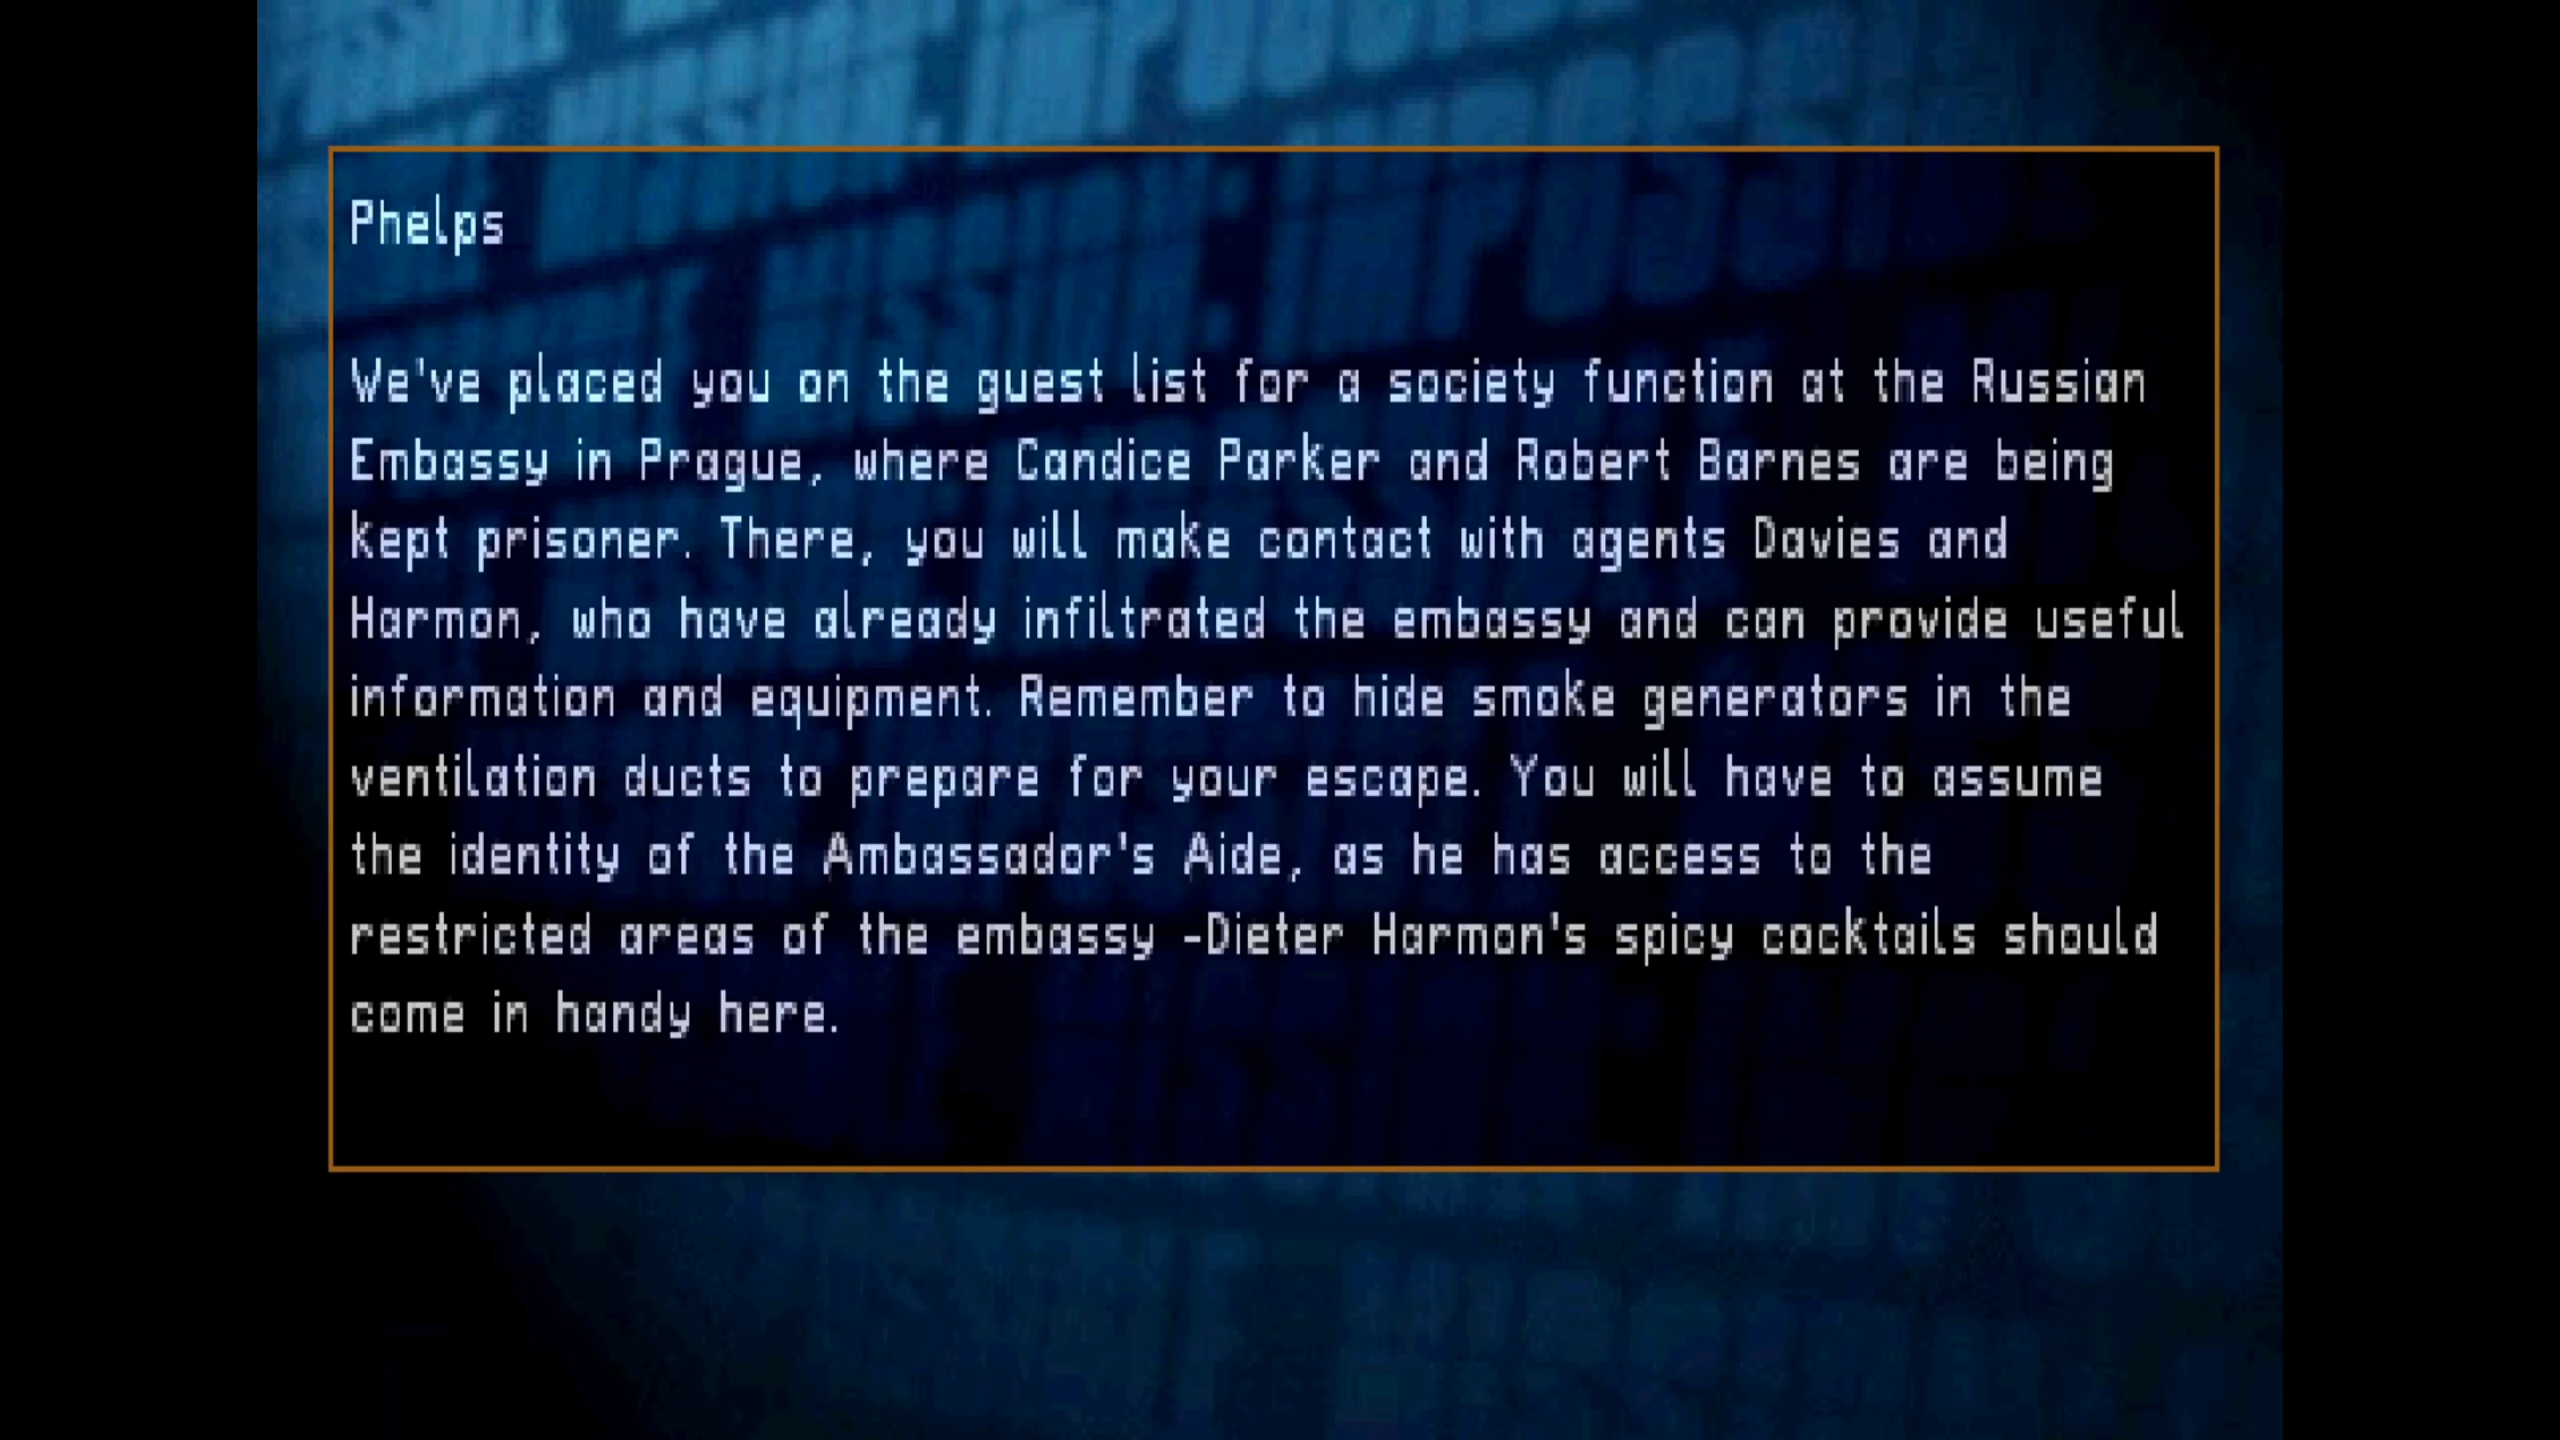 MISSION: IMPOSSIBLE
Phelps
We've placed you on the guest list for a society function at the Russian
Embassy in Prague, where Candice Parker and Robert Barnes are being
kept prisoner. There, you will make contact with agents Davies and
Harmon, who have already infiltrated the embassy and can provide useful
information and equipment. Remember to hide smoke generators in the
ventilation ducts to prepare for your escape. You will have to assume
the identity of the Ambassador's Aide, as he has access to the
restricted areas of the embassy -Dieter Harmon's spicy cocktails should
come in handy here.